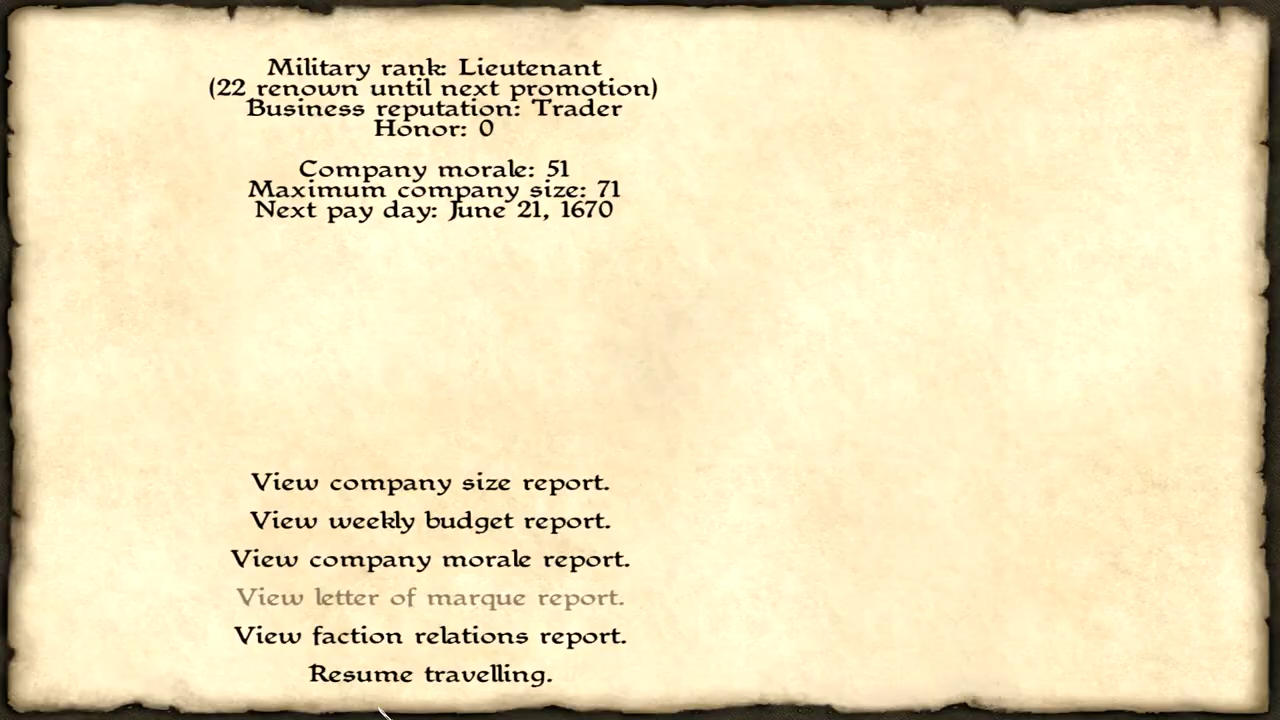 Military rank: Lieutenant
(22 renown until next promotion)
Business reputation: Trader
Honor: 0
Company morale: 51
Maximum company size: 71
Next pay day: June 21, 1670
View company size report.
View weekly budget report.
View company morale report.
View letter of marque report.
View faction relations report.
Resume travelling.